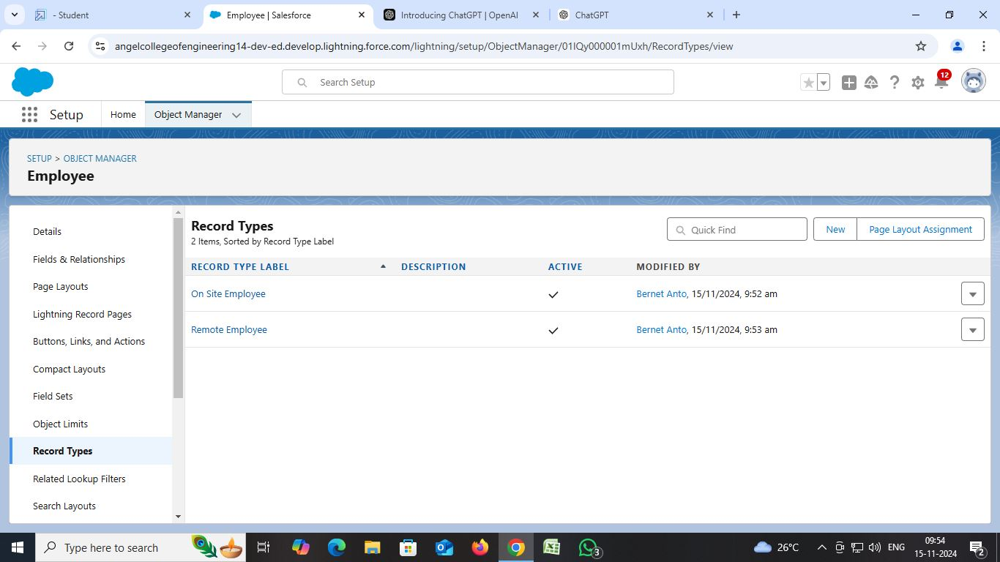 - Student
Employee | Salesforce
Introducing ChatGPT | OpenAI
ChatGPT
angelcollegeofengineering14-dev-ed.develop.lightning.force.com/lightning/setup/ObjectManager/01IQy000001mUxh/RecordTypes/view
Search Setup
12
Setup
Home
Object Manager
SETUP > OBJECT MANAGER
Employee
Details
Fields & Relationships
Page Layouts
Lightning Record Pages
Buttons, Links, and Actions
Compact Layouts
Field Sets
Object Limits
Record Types
Related Lookup Filters
Search Layouts
Record Types
2 Items, Sorted by Record Type Label
Quick Find
New
Page Layout Assignment
RECORD TYPE LABEL DESCRIPTION ACTIVE MODIFIED BY
On Site Employee Bernet Anto, 15/11/2024, 9:52 am
Remote Employee Bernet Anto, 15/11/2024, 9:53 am
Type here to search
3
26°C
ENG
09:54
15-11-2024
2